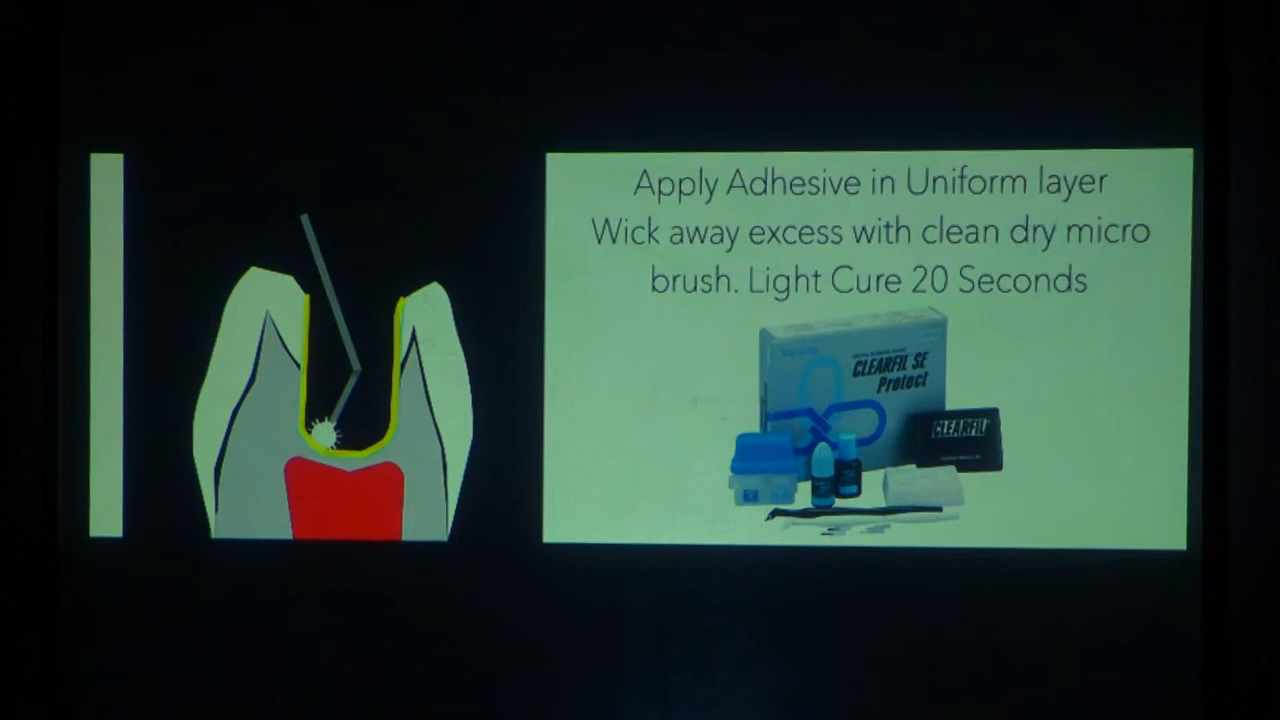 Apply Adhesive in Uniform layer
Wick away excess with clean dry micro
brush. Light Cure 20 Seconds
CLEARFIL SE
Protect
CLEARFIL